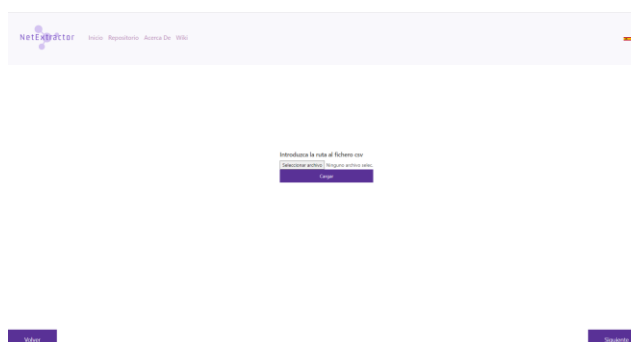 NetExtractor
Inicio Repositorio Acerca De Wiki
Introduzca la ruta al fichero csv
Seleccionar archivo Ninguno archivo selec.
Cargar
Volver Siguiente